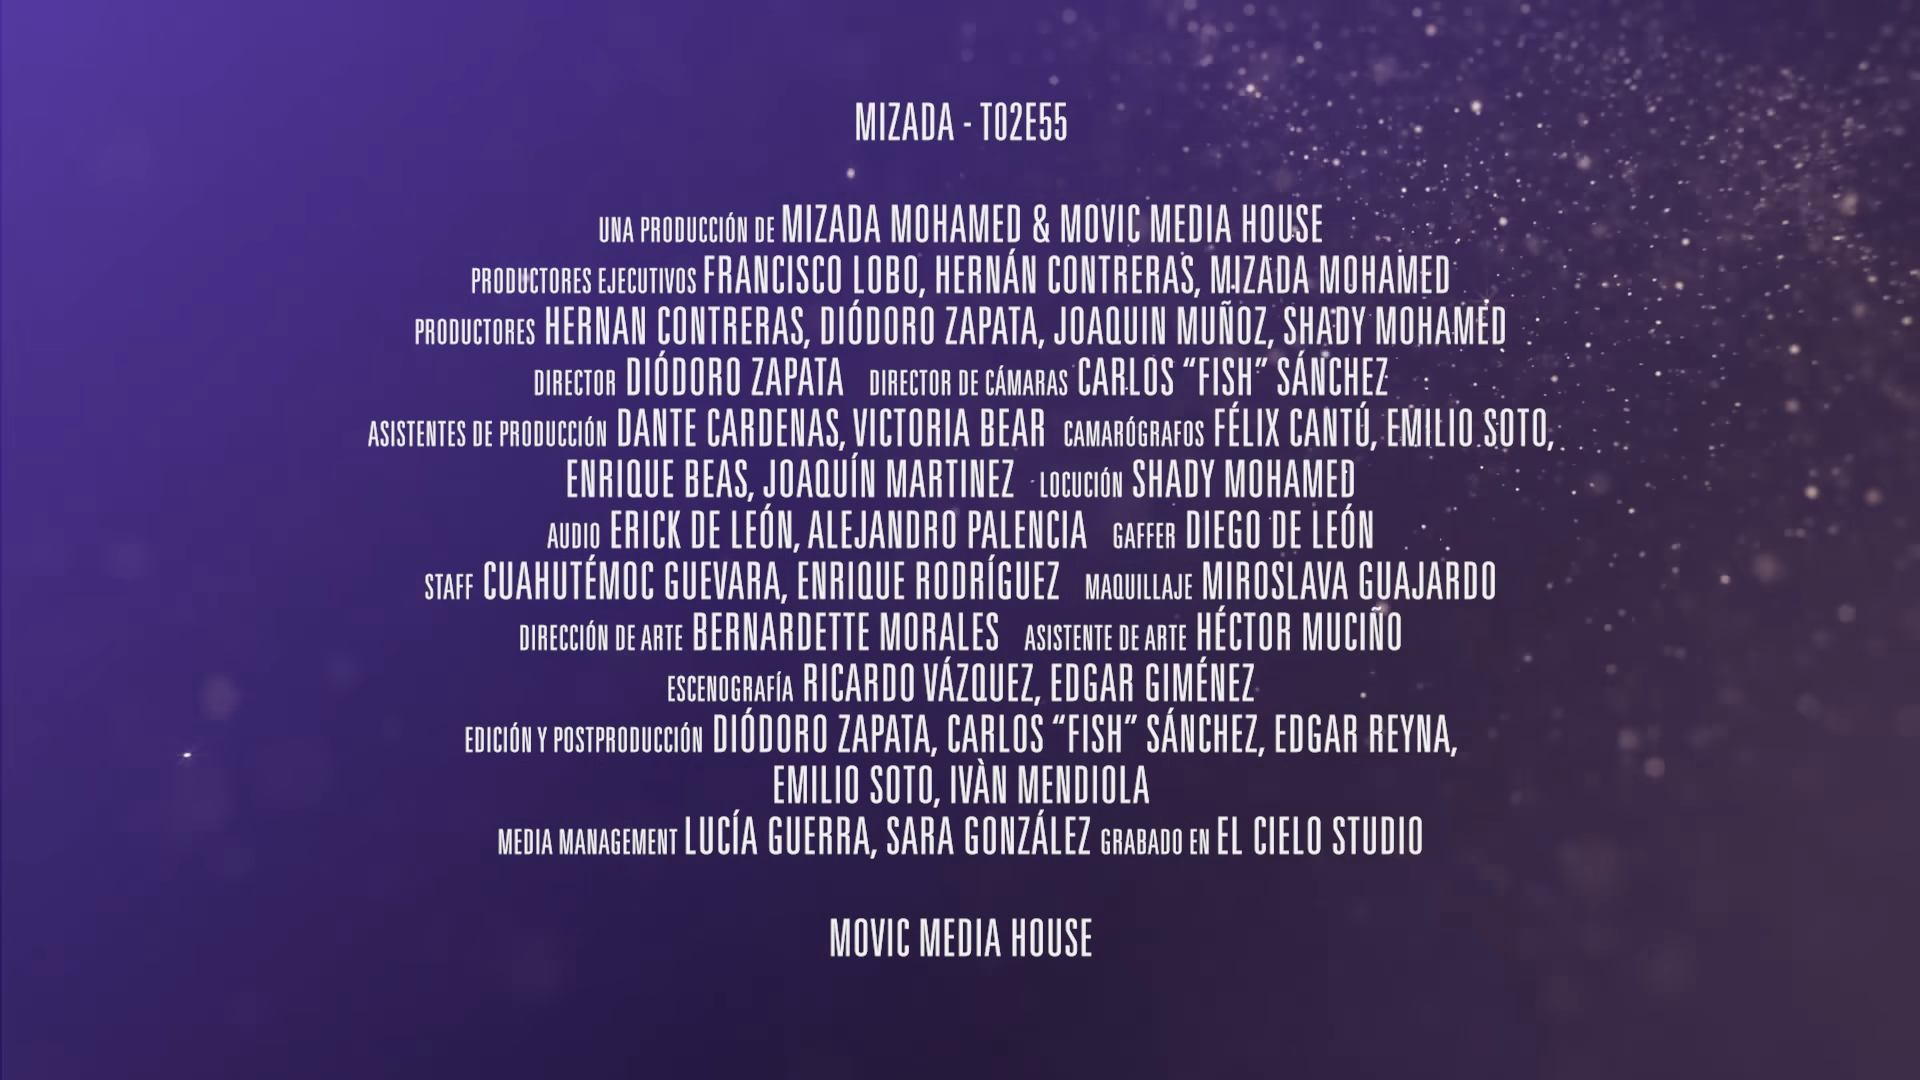 MIZADA - T02E55
UNA PRODUCCIÓN DE MIZADA MOHAMED & MOVIC MEDIA HOUSE
PRODUCTORES EJECUTIVOS FRANCISCO LOBO, HERNÁN CONTRERAS, MIZADA MOHAMED
PRODUCTORES HERNAN CONTRERAS, DIÓDORO ZAPATA, JOAQUIN MUÑOZ, SHADY MOHAMED
DIRECTOR DIÓDORO ZAPATA DIRECTOR DE CÁMARAS CARLOS “FISH” SÁNCHEZ
ASISTENTES DE PRODUCCIÓN DANTE CARDENAS, VICTORIA BEAR CAMARÓGRAFOS FÉLIX CANTÚ, EMILIO SOTO,
ENRIQUE BEAS, JOAQUÍN MARTINEZ LOCUCIÓN SHADY MOHAMED
AUDIO ERICK DE LEÓN, ALEJANDRO PALENCIA GAFFER DIEGO DE LEÓN
STAFF CUAHUTÉMOC GUEVARA, ENRIQUE RODRÍGUEZ MAQUILLAJE MIROSLAVA GUAJARDO
DIRECCIÓN DE ARTE BERNARDETTE MORALES ASISTENTE DE ARTE HÉCTOR MUCIÑO
ESCENOGRAFÍA RICARDO VÁZQUEZ, EDGAR GIMÉNEZ
EDICIÓN Y POSTPRODUCCIÓN DIÓDORO ZAPATA, CARLOS “FISH” SÁNCHEZ, EDGAR REYNA,
EMILIO SOTO, IVÀN MENDIOLA
MEDIA MANAGEMENT LUCÍA GUERRA, SARA GONZÁLEZ GRABADO EN EL CIELO STUDIO
MOVIC MEDIA HOUSE